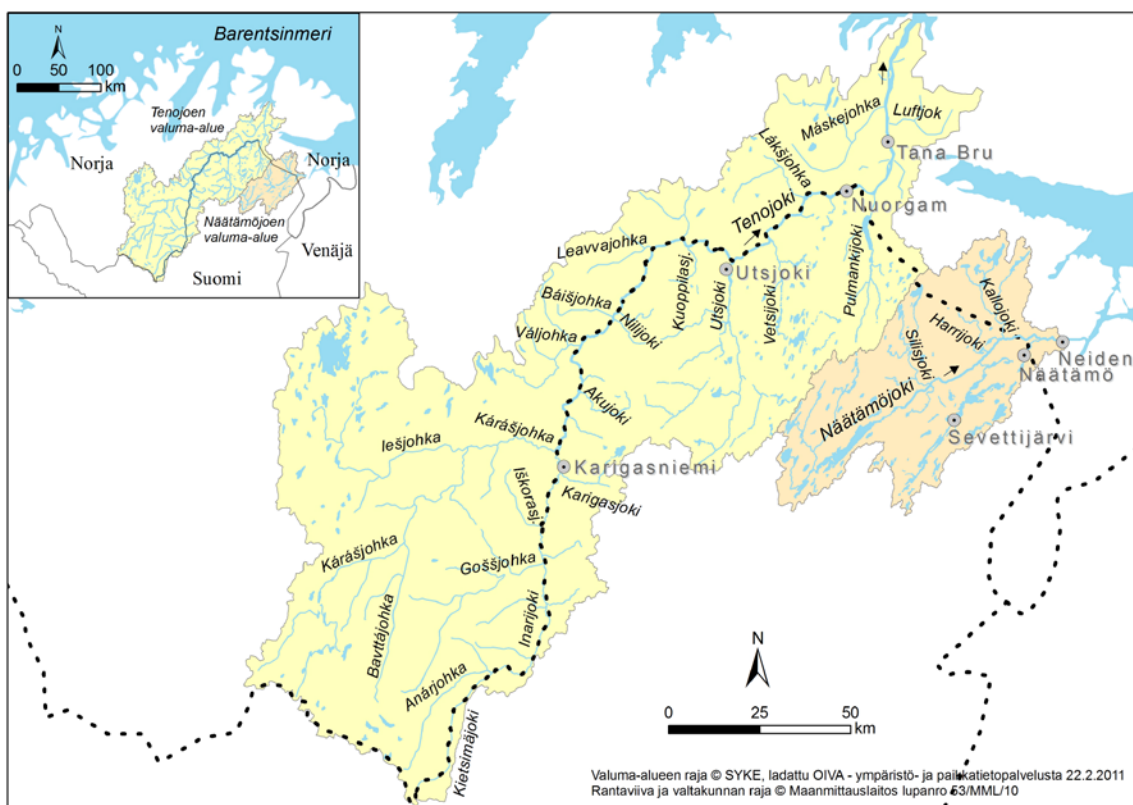 N
0 50 100
km
Barentsinmeri
Tenojoen
valuma-alue
Norja
Norja
Näätämöjoen
valuma-alue
Venäjä
Suomi
Máskejohka
Luftjok
Tana Bru
Lákšjohka
Nuorgam
Tenojoki
Leavvajohka
Utsjoki
Kuoppilasj.
Utsjoki
Vetsijoki
Pulmankijoki
Báišjohka
Nilijoki
Váljohka
Kallojoki
Harrijoki
Silisjoki
Neiden
Näätämö
Näätämöjoki
Sevettijärvi
Akujoki
Kárášjohka
Iešjohka
Karigasniemi
Iškorasj.
Karigasjoki
Kárášjohka
Goššjohka
Bavttájohka
Inarijoki
Anárjohka
Kietsimäjoki
N
0 25 50
km
Valuma-alueen raja © SYKE, ladattu OIVA - ympäristö- ja paikkatietopalvelusta 22.2.2011
Rantaviiva ja valtakunnan raja © Maanmittauslaitos lupanro 53/MML/10